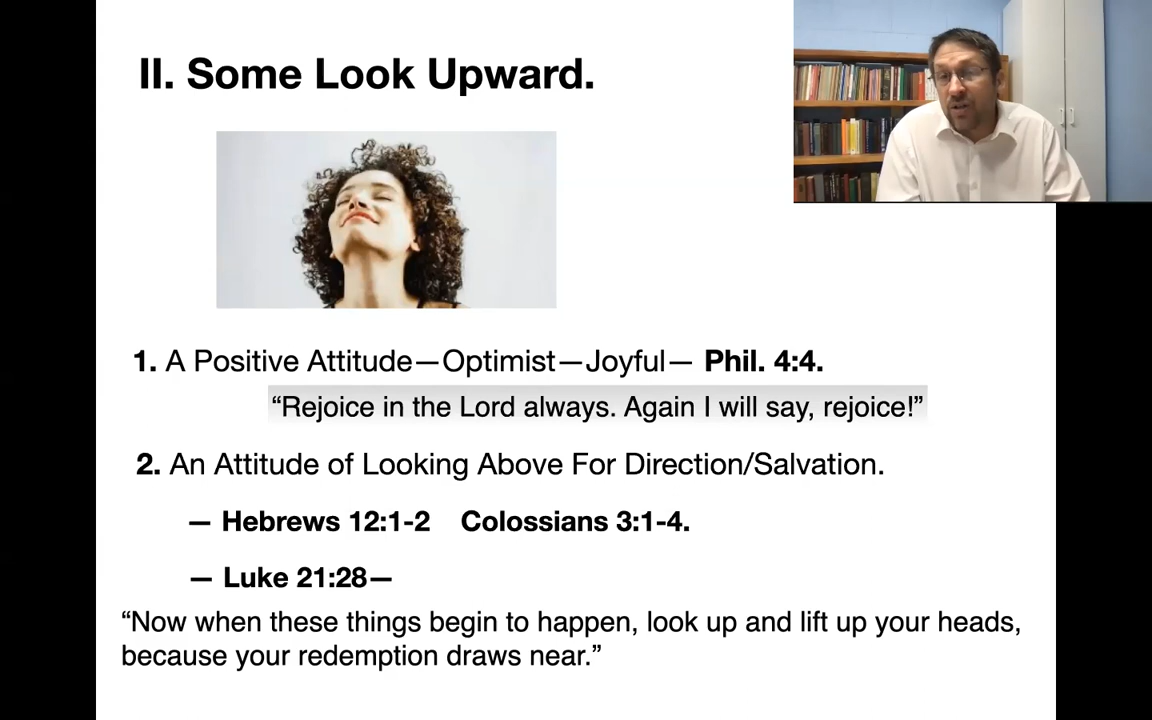 II. Some Look Upward.
1. A Positive Attitude—Optimist—Joyful— Phil. 4:4.
“Rejoice in the Lord always. Again I will say, rejoice!”
2. An Attitude of Looking Above For Direction/Salvation.
— Hebrews 12:1-2 Colossians 3:1-4.
— Luke 21:28—
“Now when these things begin to happen, look up and lift up your heads,
because your redemption draws near.”